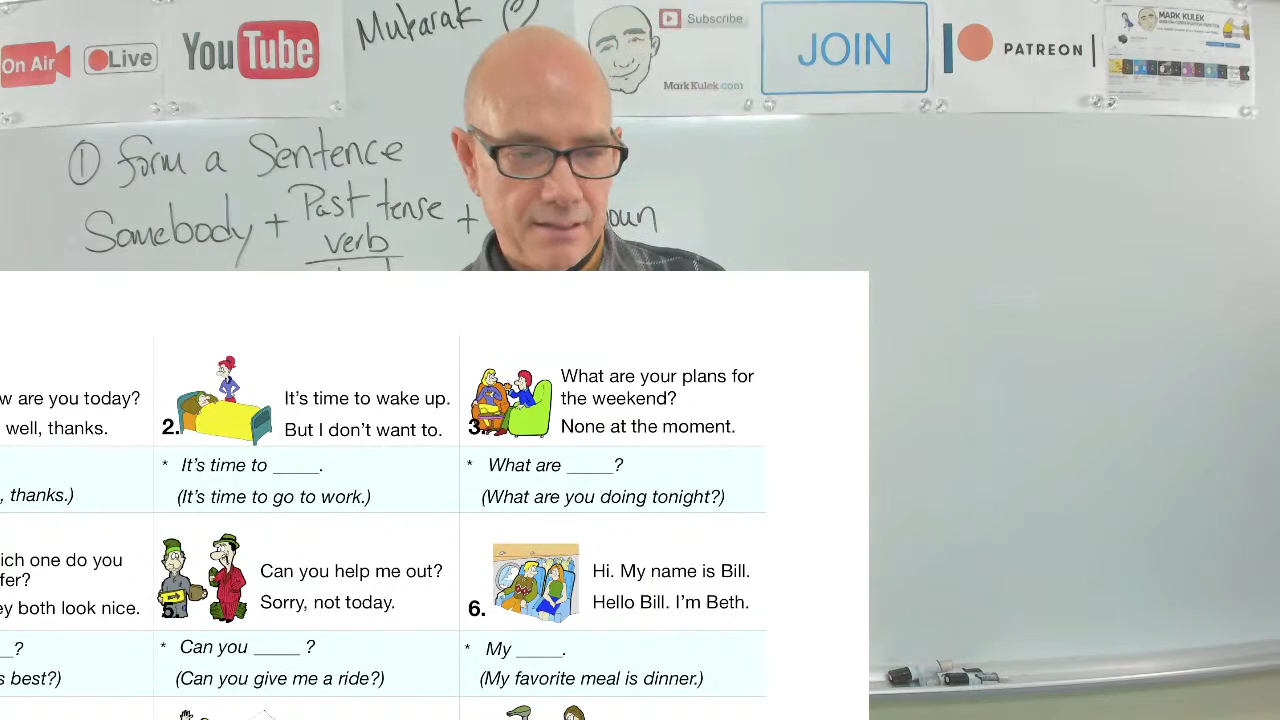 On Air
Live
YouTube
Mubarak
Subscribe
MarkKulek.com
JOIN
PATREON
MARK KULEK
① form a Sentence
Somebody + Past tense + oun
verb
w are you today?
well, thanks.
, thanks.)
2.
It’s time to wake up.
But I don’t want to.
* It’s time to _____.
(It’s time to go to work.)
3.
What are your plans for
the weekend?
None at the moment.
* What are _____?
(What are you doing tonight?)
ich one do you
fer?
ey both look nice.
__?
s best?)
5.
Can you help me out?
Sorry, not today.
* Can you _____ ?
(Can you give me a ride?)
6.
Hi. My name is Bill.
Hello Bill. I’m Beth.
* My _____.
(My favorite meal is dinner.)